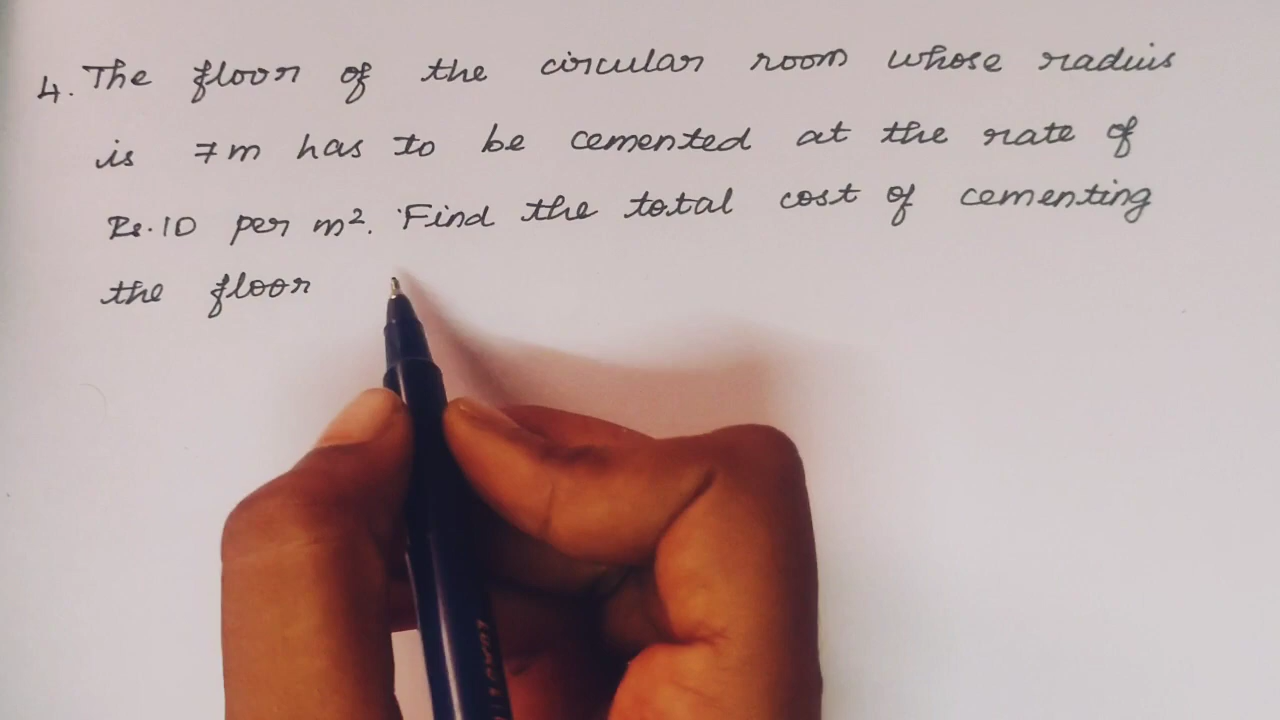 4. The floor of the circular room whose radius
is 7m has to be cemented at the rate of
Rs.10 per m². Find the total cost of cementing
the floor